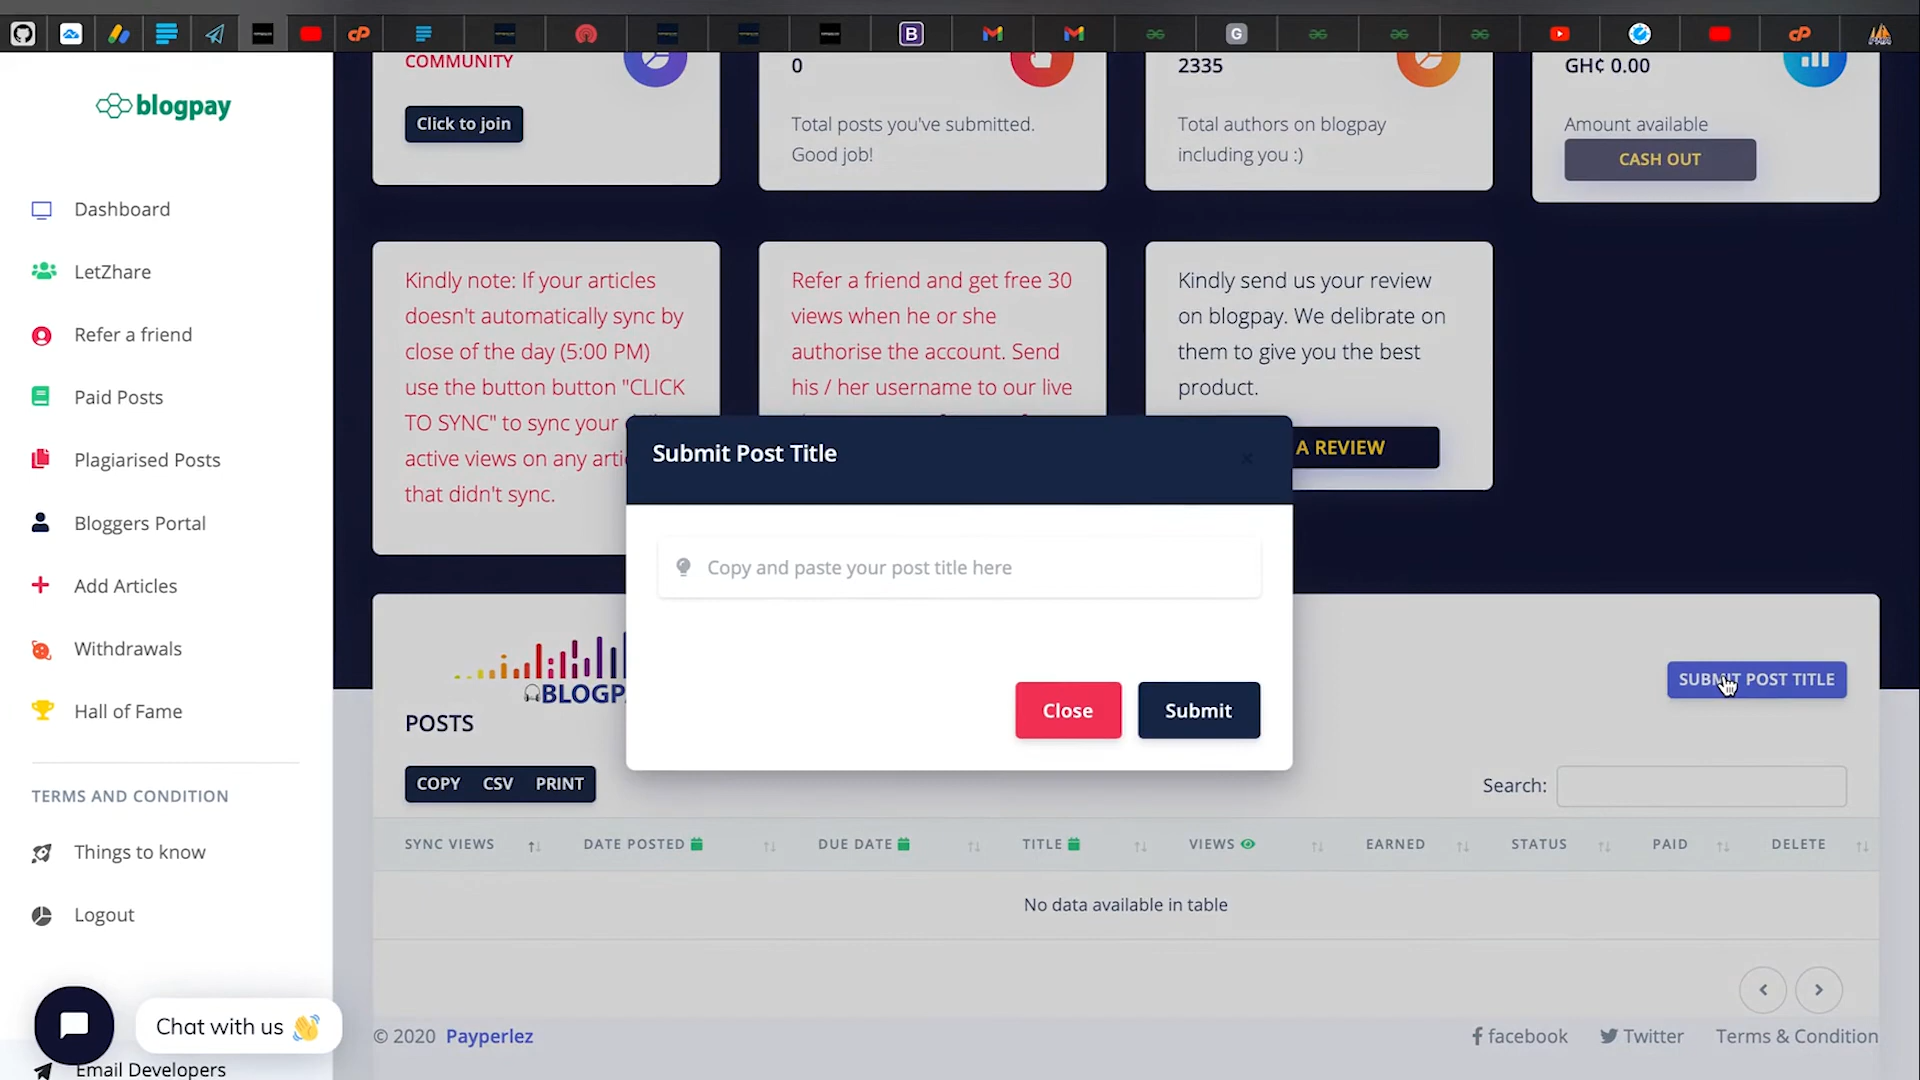 blogpay
Dashboard
LetZhare
Refer a friend
Paid Posts
Plagiarised Posts
Bloggers Portal
Add Articles
Withdrawals
Hall of Fame
TERMS AND CONDITION
Things to know
Logout
Email Developers
Chat with us 👋
COMMUNITY
Click to join
0
Total posts you've submitted.
Good job!
2335
Total authors on blogpay
including you :)
GH¢ 0.00
Amount available
CASH OUT
Kindly note: If your articles
doesn't automatically sync by
close of the day (5:00 PM)
use the button button "CLICK
TO SYNC" to sync your
active views on any arti
that didn't sync.
Refer a friend and get free 30
views when he or she
authorise the account. Send
his / her username to our live
Kindly send us your review
on blogpay. We delibrate on
them to give you the best
product.
A REVIEW
Submit Post Title
×
Copy and paste your post title here
Close
Submit
BLOGP
POSTS
SUBMIT POST TITLE
COPY CSV PRINT
Search:
SYNC VIEWS DATE POSTED DUE DATE TITLE VIEWS EARNED STATUS PAID DELETE
No data available in table
© 2020 Payperlez
facebook Twitter Terms & Condition